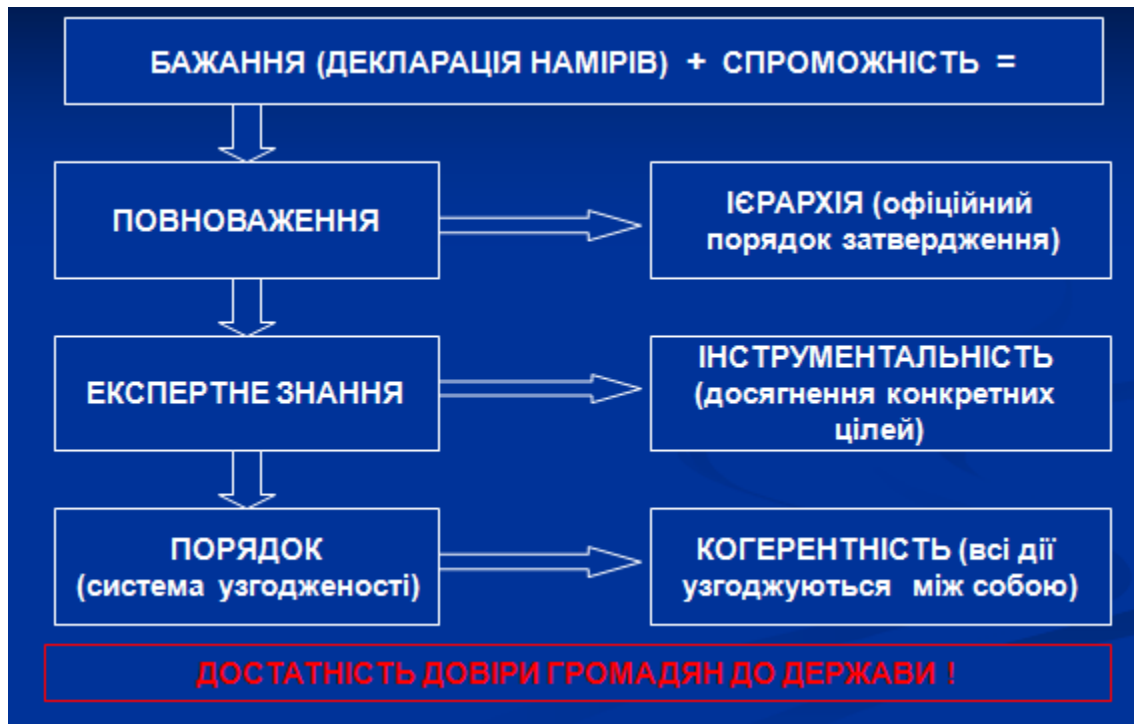 БАЖАННЯ (ДЕКЛАРАЦІЯ НАМІРІВ) + СПРОМОЖНІСТЬ =
ПОВНОВАЖЕННЯ
ІЄРАРХІЯ (офіційний
порядок затвердження)
ЕКСПЕРТНЕ ЗНАННЯ
ІНСТРУМЕНТАЛЬНІСТЬ
(досягнення конкретних
цілей)
ПОРЯДОК
(система узгодженості)
КОГЕРЕНТНІСТЬ (всі дії
узгоджуються між собою)
ДОСТАТНІСТЬ ДОВІРИ ГРОМАДЯН ДО ДЕРЖАВИ !